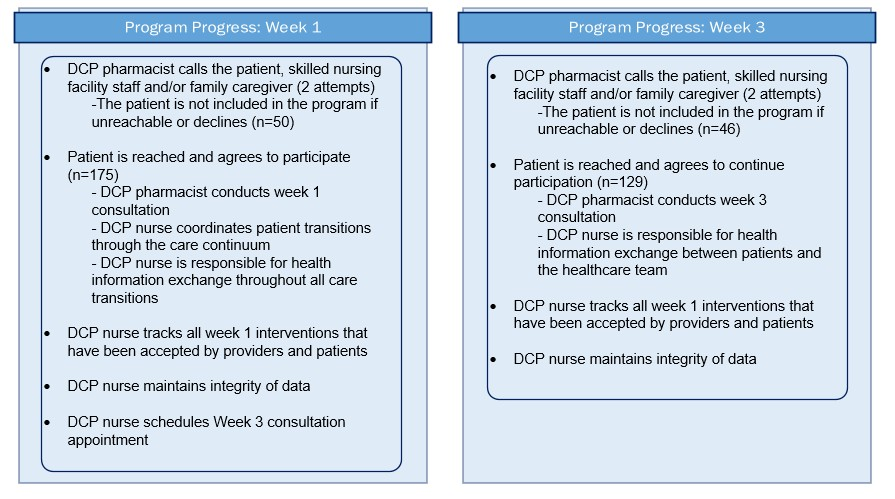 Program Progress: Week 1
• DCP pharmacist calls the patient, skilled nursing
facility staff and/or family caregiver (2 attempts)
-The patient is not included in the program if
unreachable or declines (n=50)
• Patient is reached and agrees to participate
(n=175)
- DCP pharmacist conducts week 1
consultation
- DCP nurse coordinates patient transitions
through the care continuum
- DCP nurse is responsible for health
information exchange throughout all care
transitions
• DCP nurse tracks all week 1 interventions that
have been accepted by providers and patients
• DCP nurse maintains integrity of data
• DCP nurse schedules Week 3 consultation
appointment
Program Progress: Week 3
• DCP pharmacist calls the patient, skilled nursing
facility staff and/or family caregiver (2 attempts)
-The patient is not included in the program if
unreachable or declines (n=46)
• Patient is reached and agrees to continue
participation (n=129)
- DCP pharmacist conducts week 3
consultation
- DCP nurse is responsible for health
information exchange between patients and
the healthcare team
• DCP nurse tracks all week 1 interventions that
have been accepted by providers and patients
• DCP nurse maintains integrity of data